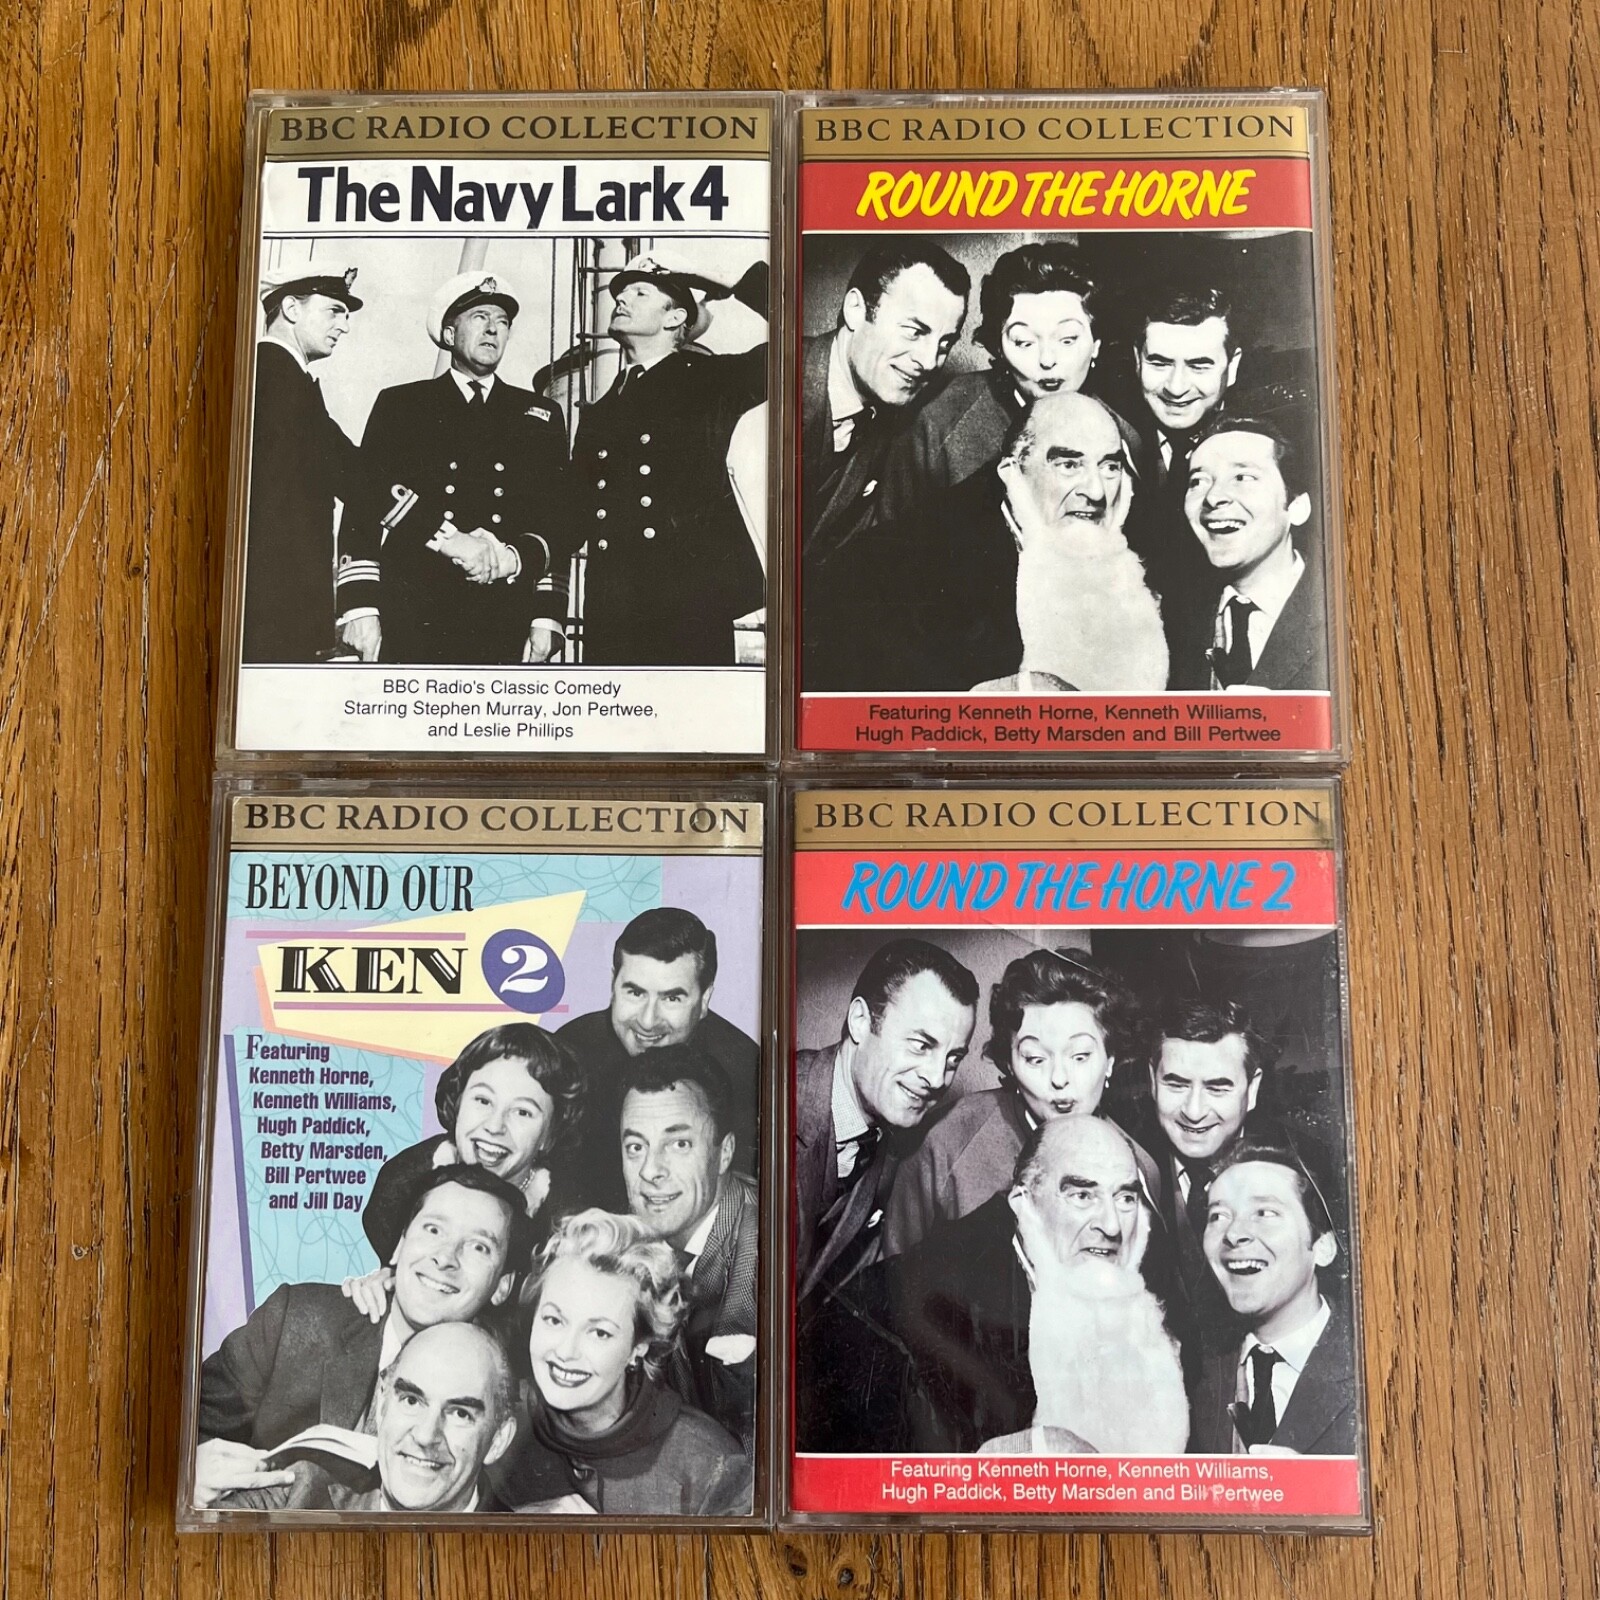 BBC RADIO COLLECTION
The Navy Lark 4
BBC Radio's Classic Comedy
Starring Stephen Murray, Jon Pertwee,
and Leslie Phillips
BBC RADIO COLLECTION
ROUND THE HORNE
Featuring Kenneth Horne, Kenneth Williams,
Hugh Paddick, Betty Marsden and Bill Pertwee
BBC RADIO COLLECTION
BEYOND OUR
KEN 2
Featuring
Kenneth Horne,
Kenneth Williams,
Hugh Paddick,
Betty Marsden,
Bill Pertwee
and Jill Day
BBC RADIO COLLECTION
ROUND THE HORNE 2
Featuring Kenneth Horne, Kenneth Williams,
Hugh Paddick, Betty Marsden and Bill Pertwee